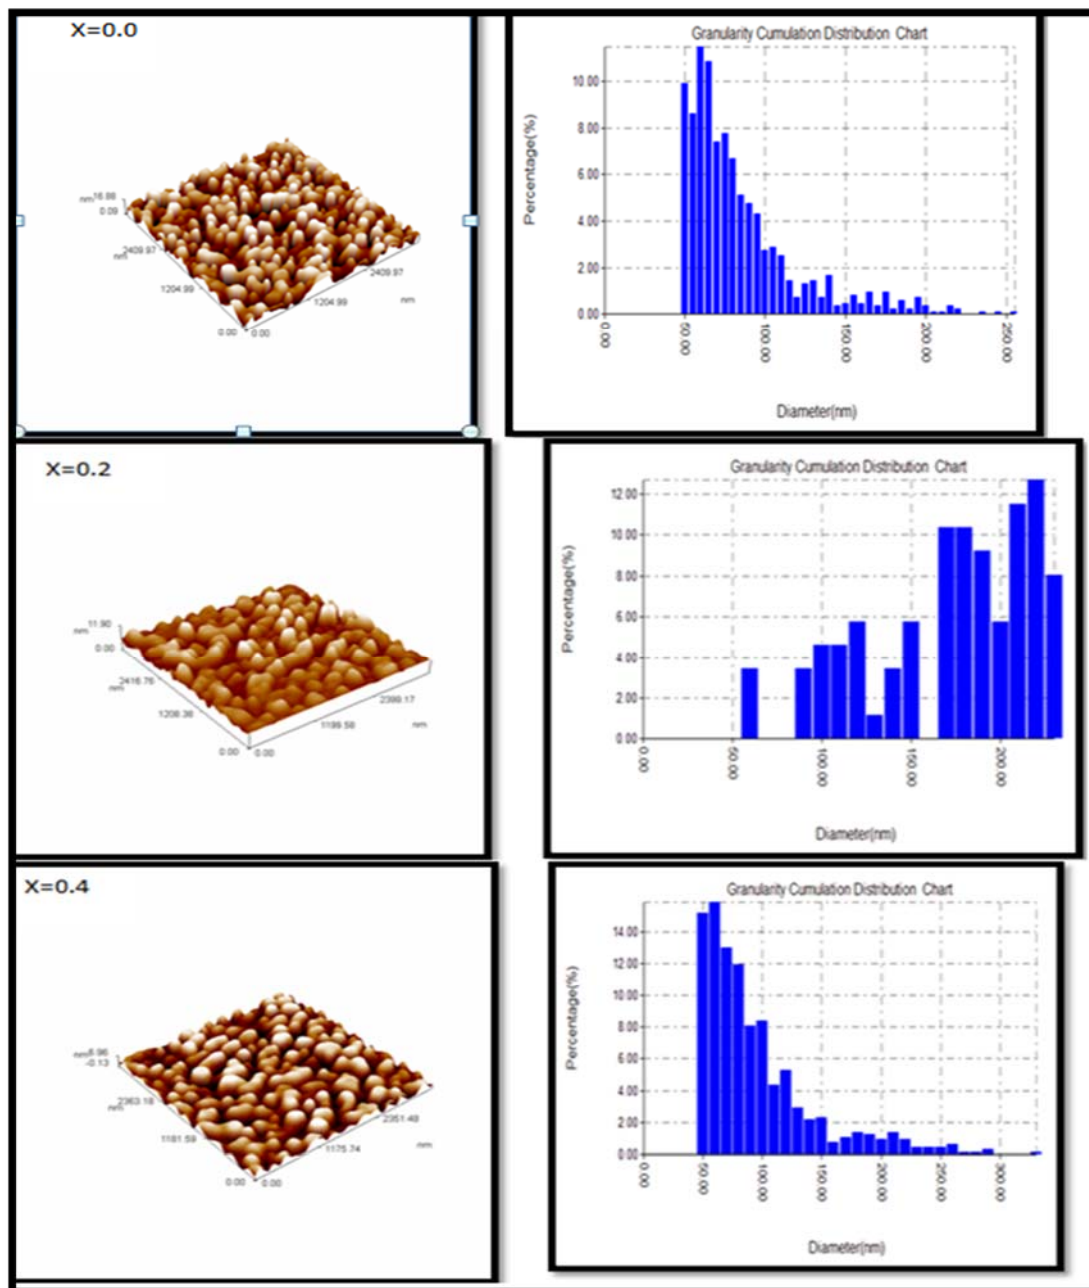 X=0.0
nm 16.88
0.09
2409.97
nm
1204.99
0.00
0.00
1204.99
2409.97
nm
Granularity Cumulation Distribution Chart
Percentage(%)
10.00
8.00
6.00
4.00
2.00
0.00
0.00
50.00
100.00
150.00
200.00
250.00
Diameter(nm)
X=0.2
11.90
nm
0.00
2416.76
nm
1208.38
0.00
0.00
1199.58
2399.17
nm
Granularity Cumulation Distribution Chart
Percentage(%)
12.00
10.00
8.00
6.00
4.00
2.00
0.00
0.00
50.00
100.00
150.00
200.00
Diameter(nm)
X=0.4
nm
-0.13
2363.18
nm
1181.59
0.00
0.00
1175.74
2351.48
nm
Granularity Cumulation Distribution Chart
Percentage(%)
14.00
12.00
10.00
8.00
6.00
4.00
2.00
0.00
0.00
50.00
100.00
150.00
200.00
250.00
300.00
Diameter(nm)